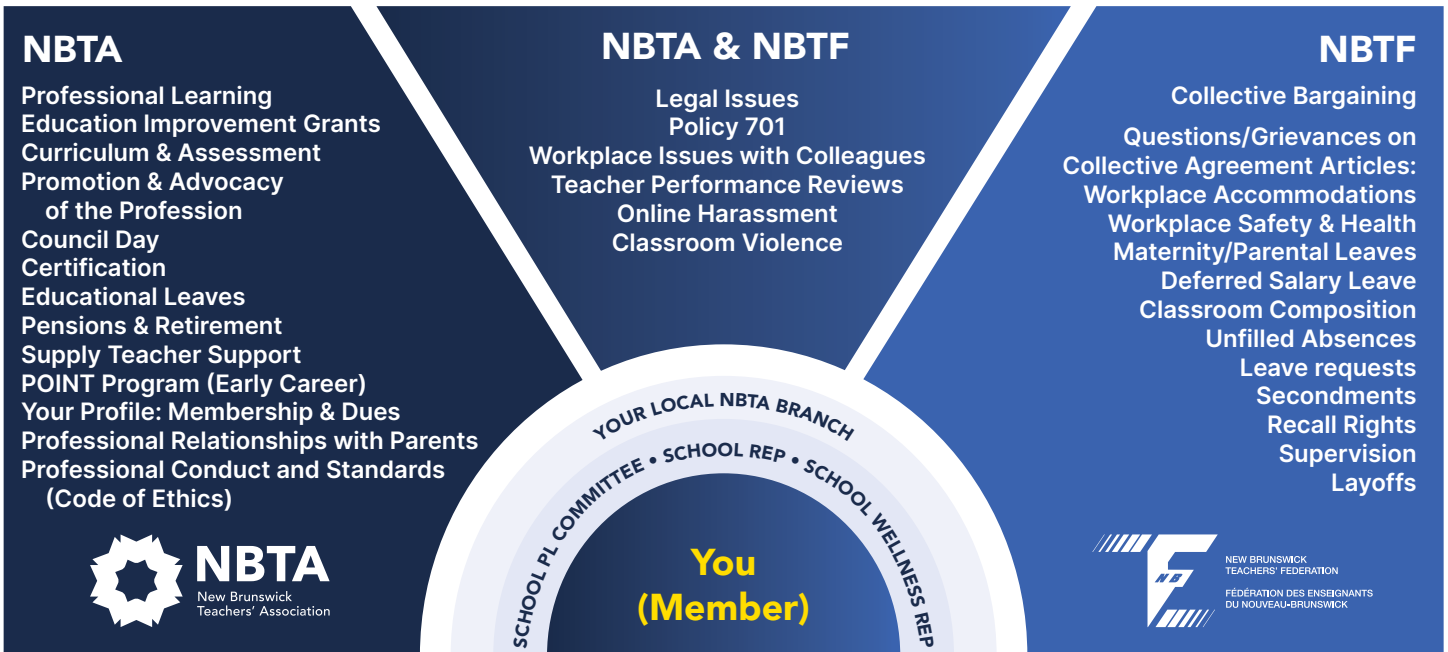 NBTA
Professional Learning
Education Improvement Grants
Curriculum & Assessment
Promotion & Advocacy
of the Profession
Council Day
Certification
Educational Leaves
Pensions & Retirement
Supply Teacher Support
POINT Program (Early Career)
Your Profile: Membership & Dues
Professional Relationships with Parents
Professional Conduct and Standards
(Code of Ethics)
NBTA
New Brunswick
Teachers' Association
NBTA & NBTF
Legal Issues
Policy 701
Workplace Issues with Colleagues
Teacher Performance Reviews
Online Harassment
Classroom Violence
YOUR LOCAL NBTA BRANCH
SCHOOL PL COMMITTEE • SCHOOL REP • SCHOOL WELLNESS REP
You
(Member)
NBTF
Collective Bargaining
Questions/Grievances on
Collective Agreement Articles:
Workplace Accommodations
Workplace Safety & Health
Maternity/Parental Leaves
Deferred Salary Leave
Classroom Composition
Unfilled Absences
Leave requests
Secondments
Recall Rights
Supervision
Layoffs
NB
NEW BRUNSWICK
TEACHERS' FEDERATION
FÉDÉRATION DES ENSEIGNANTS
DU NOUVEAU-BRUNSWICK